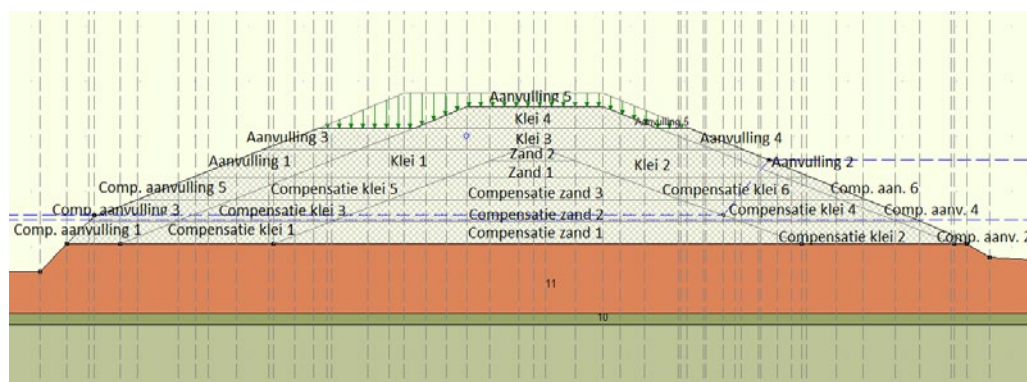 Aanvulling 5
Klei 4
Aanvulling 5
Aanvulling 3
Klei 3
Aanvulling 4
Zand 2
Aanvulling 1
Klei 1
Klei 2
Aanvulling 2
Zand 1
Comp. aanvulling 5
Compensatie klei 5
Compensatie zand 3
Compensatie klei 6
Comp. aan. 6
Comp. aanvulling 3
Compensatie klei 3
Compensatie zand 2
Compensatie klei 4
Comp. aanv. 4
Comp. aanvulling 1
Compensatie klei 1
Compensatie zand 1
Compensatie klei 2
Comp. aanv. 2
11
10